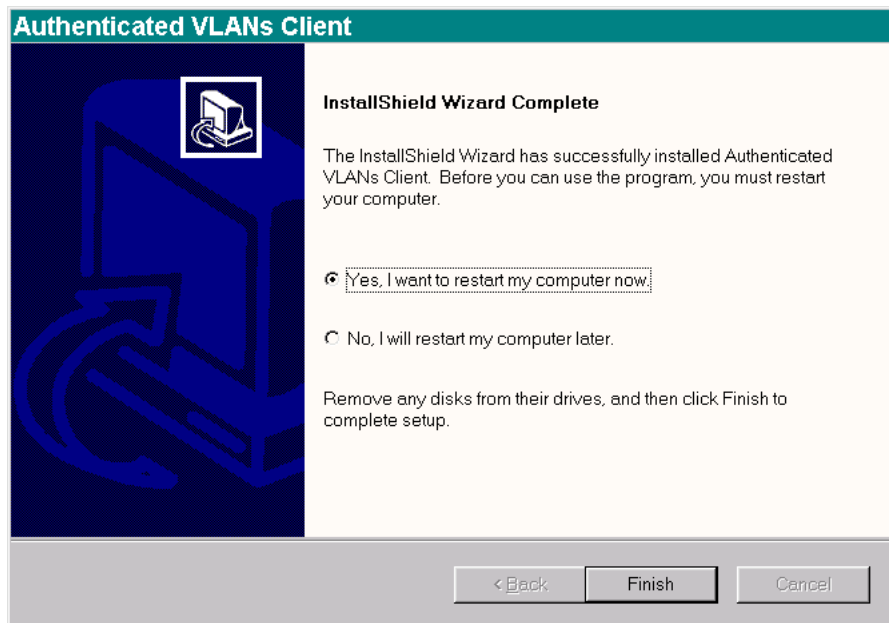 Authenticated VLANs Client
InstallShield Wizard Complete
The InstallShield Wizard has successfully installed Authenticated
VLANs Client. Before you can use the program, you must restart
your computer.
Yes, I want to restart my computer now.
No, I will restart my computer later.
Remove any disks from their drives, and then click Finish to
complete setup.
< Back Finish Cancel